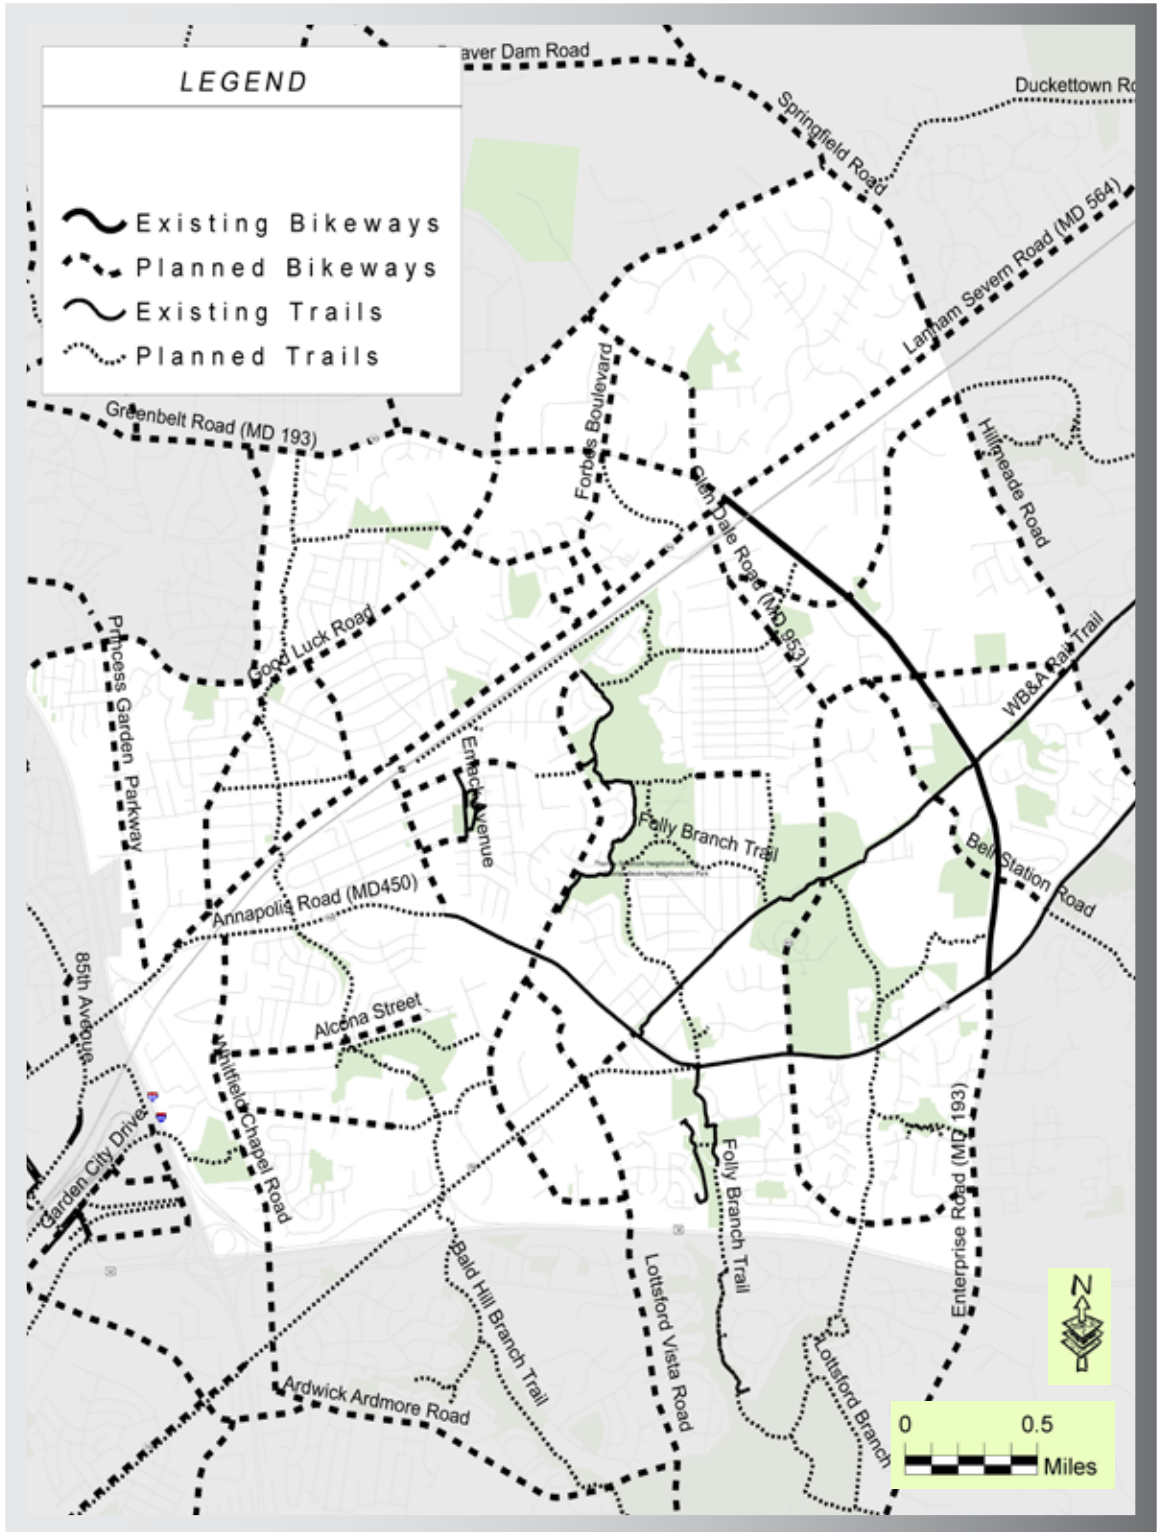 LEGEND
Existing Bikeways
Planned Bikeways
Existing Trails
Planned Trails
aver Dam Road
Duckettown Ro
Springfield Road
Lanham Severn Road (MD 564)
Greenbelt Road (MD 193)
Forbes Boulevard
Hillmeade Road
Glen Dale Road (MD 953)
Good Luck Road
Princess Garden Parkway
WB&A Rail Trail
Emack Avenue
Folly Branch Trail
Bell Station Road
Annapolis Road (MD450)
85th Avenue
Alcona Street
Whitfield Chapel Road
Garden City Drive
Enterprise Road (MD 193)
Folly Branch Trail
Bald Hill Branch Trail
Lottsford Vista Road
Lottsford Branch
Ardwick Ardmore Road
N
0 0.5
Miles